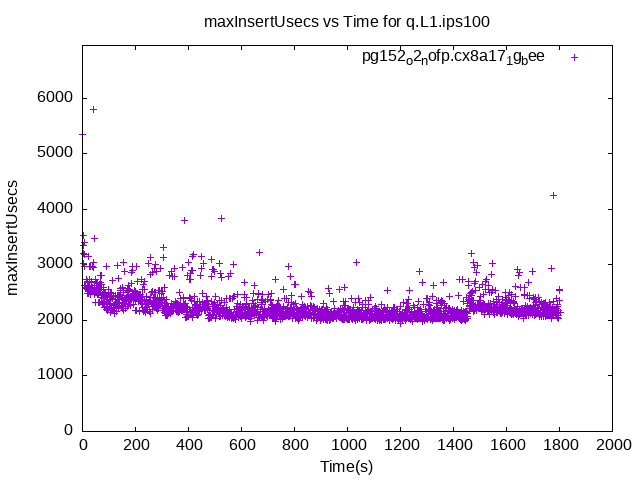 maxInsertUsecs vs Time for q.L1.ips100
pg152_o2_nofp.cx8a17_1g_bee
6000
5000
4000
3000
2000
1000
0
maxInsertUsecs
0 200 400 600 800 1000 1200 1400 1600 1800 2000
Time(s)